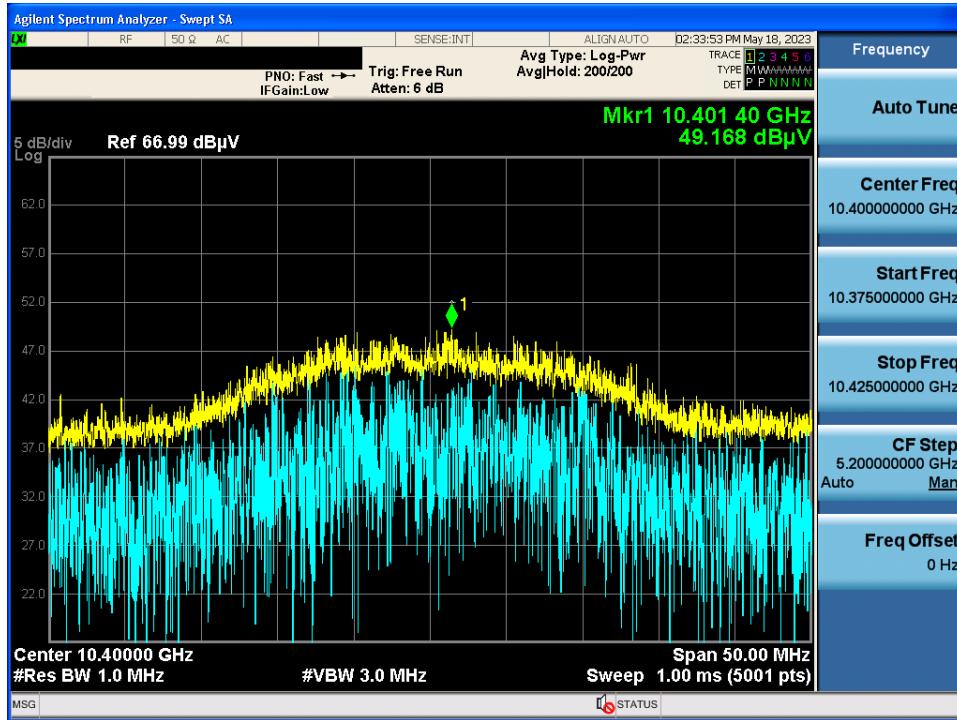 Agilent Spectrum Analyzer - Swept SA
LXI RF 50 Ω AC SENSE:INT ALIGN AUTO 02:33:53 PM May 18, 2023
PNO: Fast Trig: Free Run Avg Type: Log-Pwr TRACE 1 2 3 4 5 6
IFGain:Low Atten: 6 dB Avg|Hold: 200/200 TYPE M WWWWW
DET P P N N N N
Mkr1 10.401 40 GHz
49.168 dBµV
5 dB/div Ref 66.99 dBµV
Log
62.0
57.0
52.0
1
47.0
42.0
37.0
32.0
27.0
22.0
Center 10.40000 GHz Span 50.00 MHz
#Res BW 1.0 MHz #VBW 3.0 MHz Sweep 1.00 ms (5001 pts)
MSG STATUS
Frequency
Auto Tune
Center Freq
10.400000000 GHz
Start Freq
10.375000000 GHz
Stop Freq
10.425000000 GHz
CF Step
5.200000000 GHz
Auto Man
Freq Offset
0 Hz